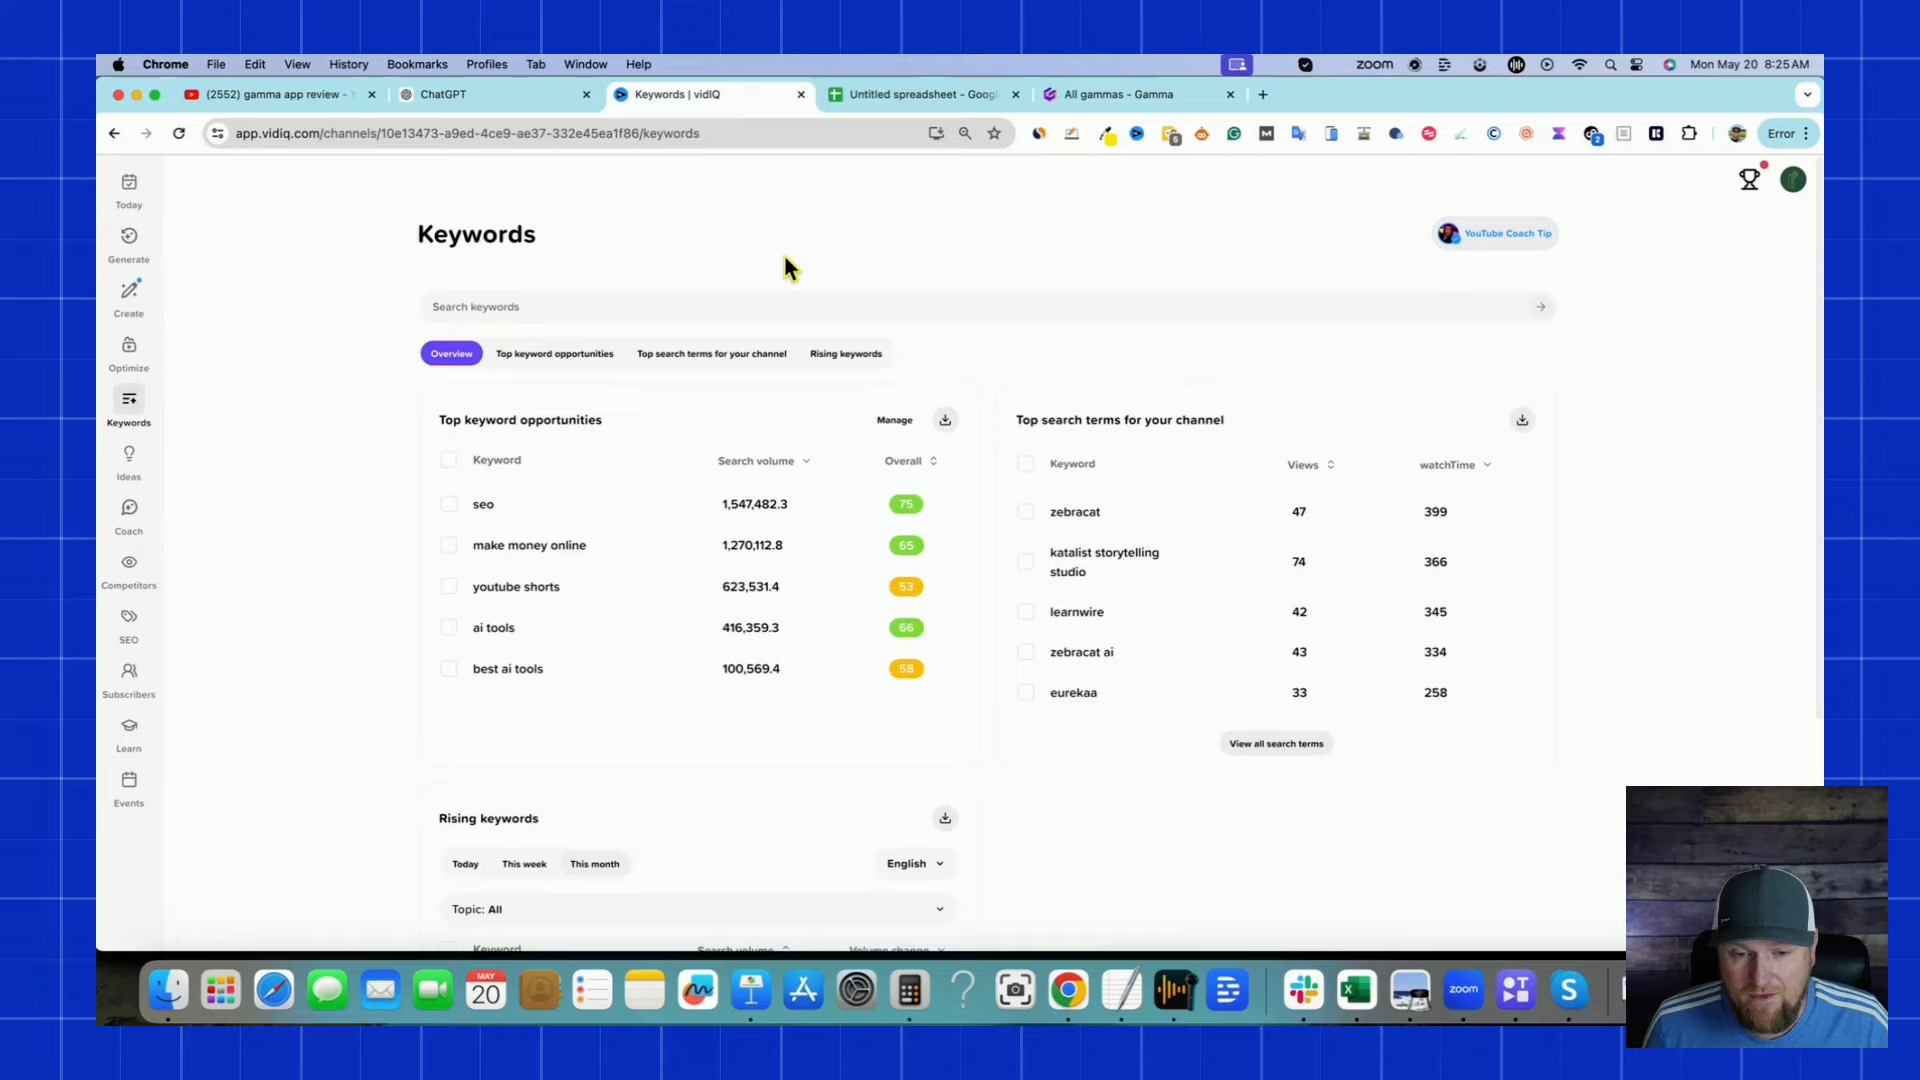 Chrome File Edit View History Bookmarks Profiles Tab Window Help zoom Mon May 20 8:25 AM
(2552) gamma app review - Y ChatGPT Keywords | vidIQ Untitled spreadsheet - Googl All gammas - Gamma
app.vidiq.com/channels/10e13473-a9ed-4ce9-ae37-332e45ea1f86/keywords Error
Today
Generate
Create
Optimize
Keywords
Ideas
Coach
Competitors
SEO
Subscribers
Learn
Events
Keywords
YouTube Coach Tip
Search keywords
Overview Top keyword opportunities Top search terms for your channel Rising keywords
Top keyword opportunities Manage
Keyword Search volume Overall
seo 1,547,482.3 75
make money online 1,270,112.8 65
youtube shorts 623,531.4 53
ai tools 416,359.3 66
best ai tools 100,569.4 58
Top search terms for your channel
Keyword Views watchTime
zebracat 47 399
katalist storytelling
studio 74 366
learnwire 42 345
zebracat ai 43 334
eurekaa 33 258
View all search terms
Rising keywords
Today This week This month English
Topic: All
Keyword Search volume Volume change
MAY
20
zoom